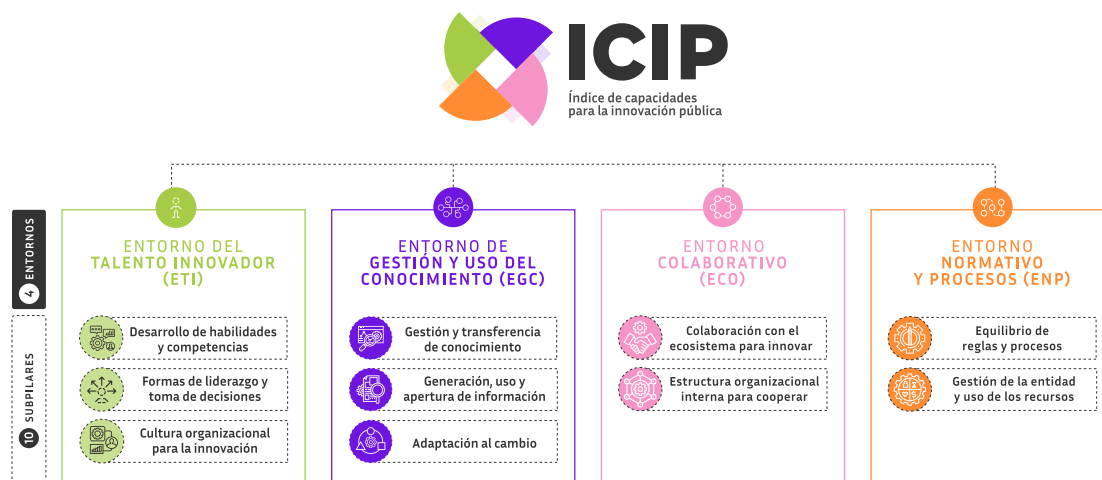 ICIP
Índice de capacidades
para la innovación pública
4 ENTORNOS
ENTORNO DEL
TALENTO INNOVADOR
(ETI)
ENTORNO DE
GESTIÓN Y USO DEL
CONOCIMIENTO (EGC)
ENTORNO
COLABORATIVO
(ECO)
ENTORNO
NORMATIVO
Y PROCESOS (ENP)
10 SUBPILARES
Desarrollo de habilidades
y competencias
Formas de liderazgo y
toma de decisiones
Cultura organizacional
para la innovación
Gestión y transferencia
de conocimiento
Generación, uso y
apertura de información
Adaptación al cambio
Colaboración con el
ecosistema para innovar
Estructura organizacional
interna para cooperar
Equilibrio de
reglas y procesos
Gestión de la entidad
y uso de los recursos